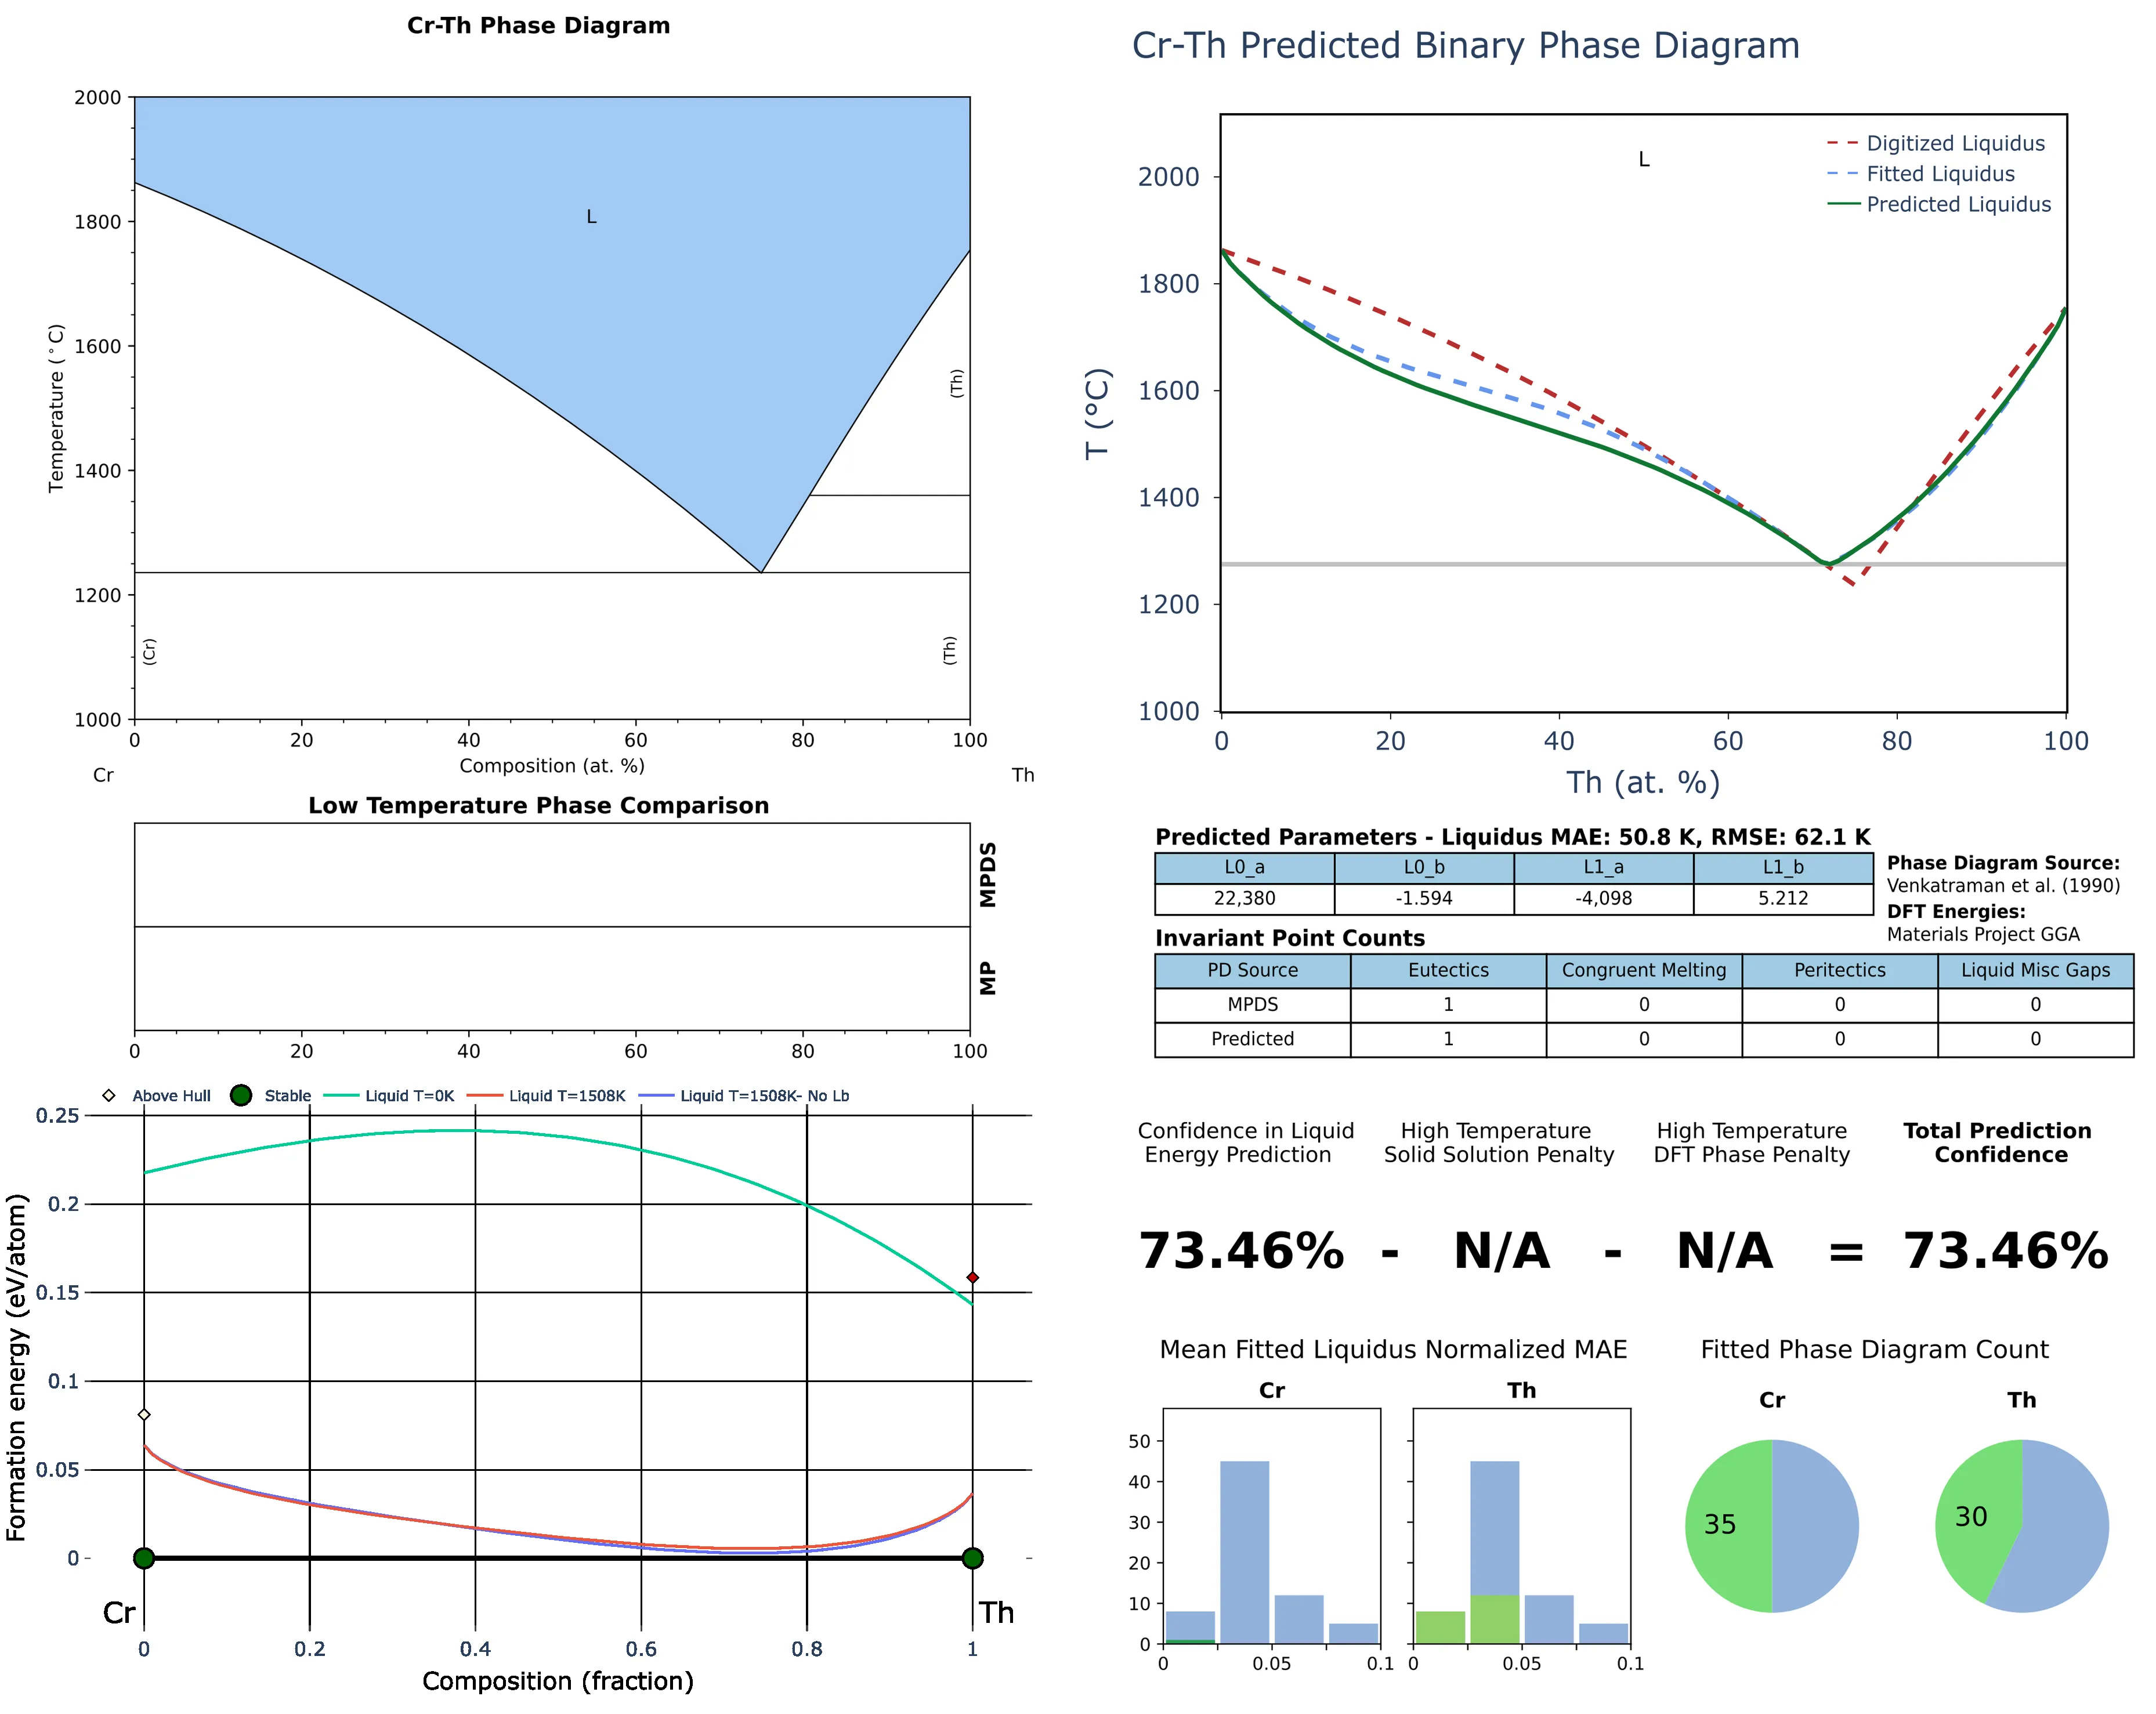 Cr-Th Phase Diagram
2000
1800
1600
1400
1200
1000
Temperature (°C)
L
(Th)
(Cr)
(Th)
0 20 40 60 80 100
Cr
Composition (at. %)
Th
Low Temperature Phase Comparison
MPDS
MP
0 20 40 60 80 100
Above Hull Stable Liquid T=0K Liquid T=1508K Liquid T=1508K- No Lb
0.25
0.2
0.15
0.1
0.05
0
Formation energy (eV/atom)
Cr
Th
0 0.2 0.4 0.6 0.8 1
Composition (fraction)
Cr-Th Predicted Binary Phase Diagram
L
Digitized Liquidus
Fitted Liquidus
Predicted Liquidus
2000
1800
1600
1400
1200
1000
T (°C)
0 20 40 60 80 100
Th (at. %)
Predicted Parameters - Liquidus MAE: 50.8 K, RMSE: 62.1 K
L0_a L0_b L1_a L1_b
22,380 -1.594 -4,098 5.212
Phase Diagram Source:
Venkatraman et al. (1990)
DFT Energies:
Materials Project GGA
Invariant Point Counts
PD Source Eutectics Congruent Melting Peritectics Liquid Misc Gaps
MPDS 1 0 0 0
Predicted 1 0 0 0
Confidence in Liquid
Energy Prediction
High Temperature
Solid Solution Penalty
High Temperature
DFT Phase Penalty
Total Prediction
Confidence
73.46% - N/A - N/A = 73.46%
Mean Fitted Liquidus Normalized MAE
Cr
Th
50
40
30
20
10
0
0 0.05 0.1
0 0.05 0.1
Fitted Phase Diagram Count
Cr
Th
35
30